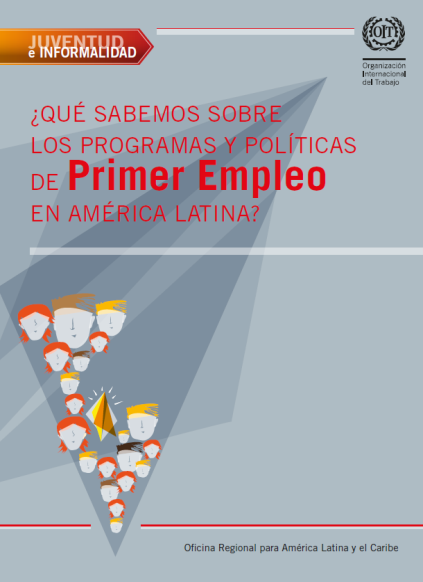 JUVENTUD
e INFORMALIDAD
OIT
Organización
Internacional
del Trabajo
¿QUÉ SABEMOS SOBRE
LOS PROGRAMAS Y POLÍTICAS
DE Primer Empleo
EN AMÉRICA LATINA?
Oficina Regional para América Latina y el Caribe